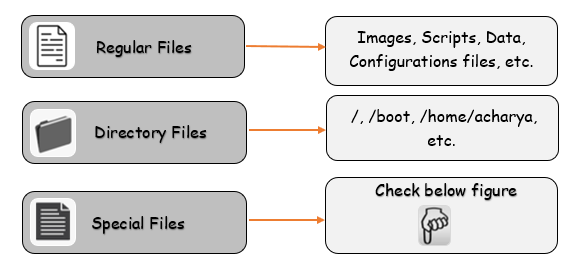 Regular Files
Images, Scripts, Data,
Configurations files, etc.
Directory Files
/, /boot, /home/acharya,
etc.
Special Files
Check below figure